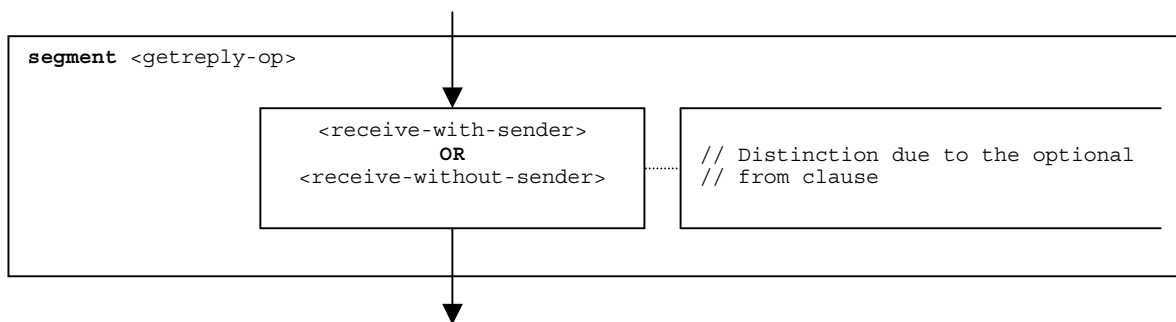 segment <getreply-op>
<receive-with-sender>
OR
<receive-without-sender>
// Distinction due to the optional
// from clause